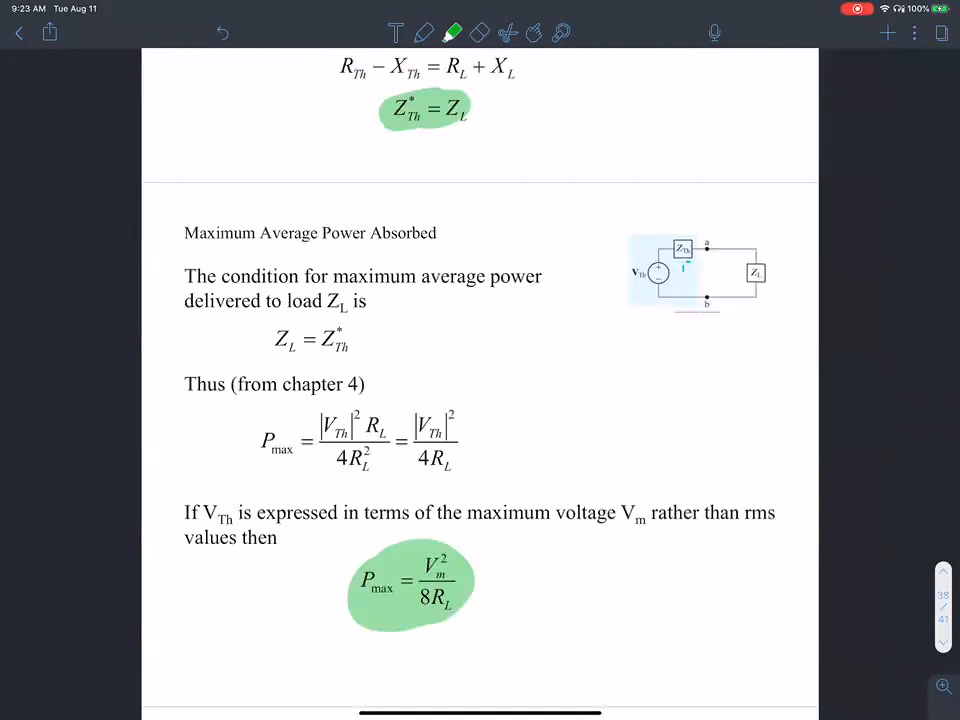 9:23 AM Tue Aug 11
100%
R_Th − X_Th = R_L + X_L
Z*_Th = Z_L
Maximum Average Power Absorbed
The condition for maximum average power
delivered to load Z_L is
Z_L = Z*_Th
Thus (from chapter 4)
P_max = |V_Th|² R_L / 4R_L² = |V_Th|² / 4R_L
If V_Th is expressed in terms of the maximum voltage V_m rather than rms
values then
P_max = V_m² / 8R_L
V_Th
+
−
Z_Th
I
a
b
Z_L
38
/
41